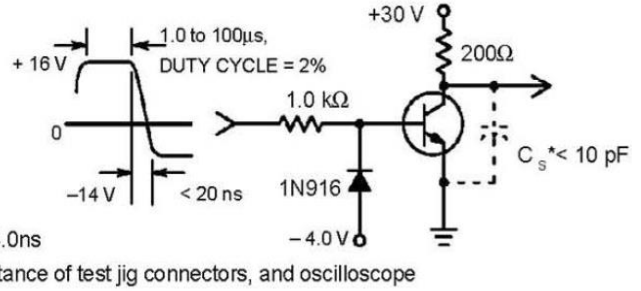 +30 V
1.0 to 100μs,
+ 16 V
DUTY CYCLE = 2%
200Ω
1.0 kΩ
0
C s*< 10 pF
–14 V
< 20 ns
1N916
– 4.0 V
.0ns
tance of test jig connectors, and oscilloscope